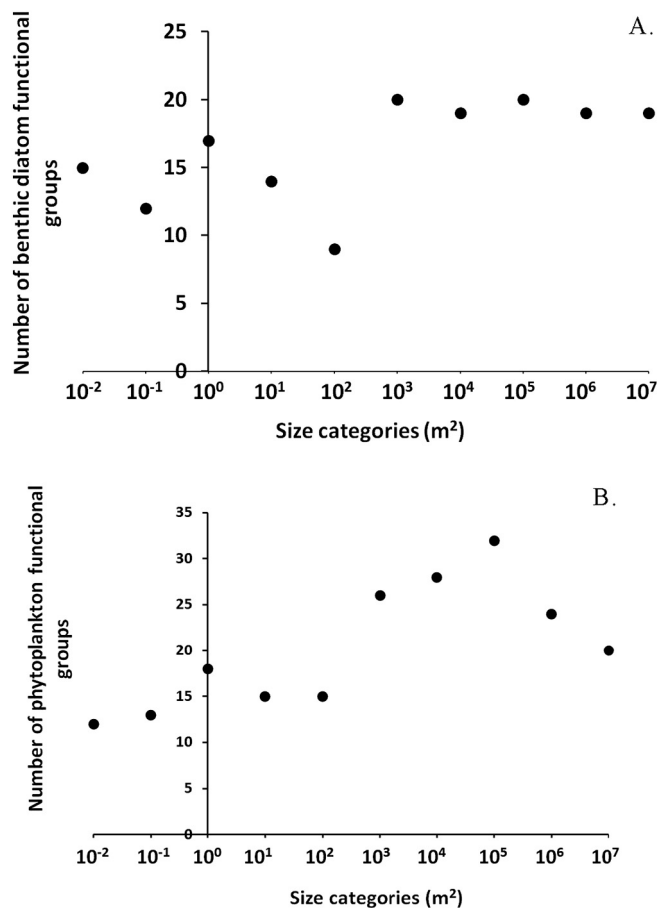 A.
Number of benthic diatom functional
groups
25
20
15
10
5
0
10⁻² 10⁻¹ 10⁰ 10¹ 10² 10³ 10⁴ 10⁵ 10⁶ 10⁷
Size categories (m²)
B.
Number of phytoplankton functional
groups
35
30
25
20
15
10
5
0
10⁻² 10⁻¹ 10⁰ 10¹ 10² 10³ 10⁴ 10⁵ 10⁶ 10⁷
Size categories (m²)